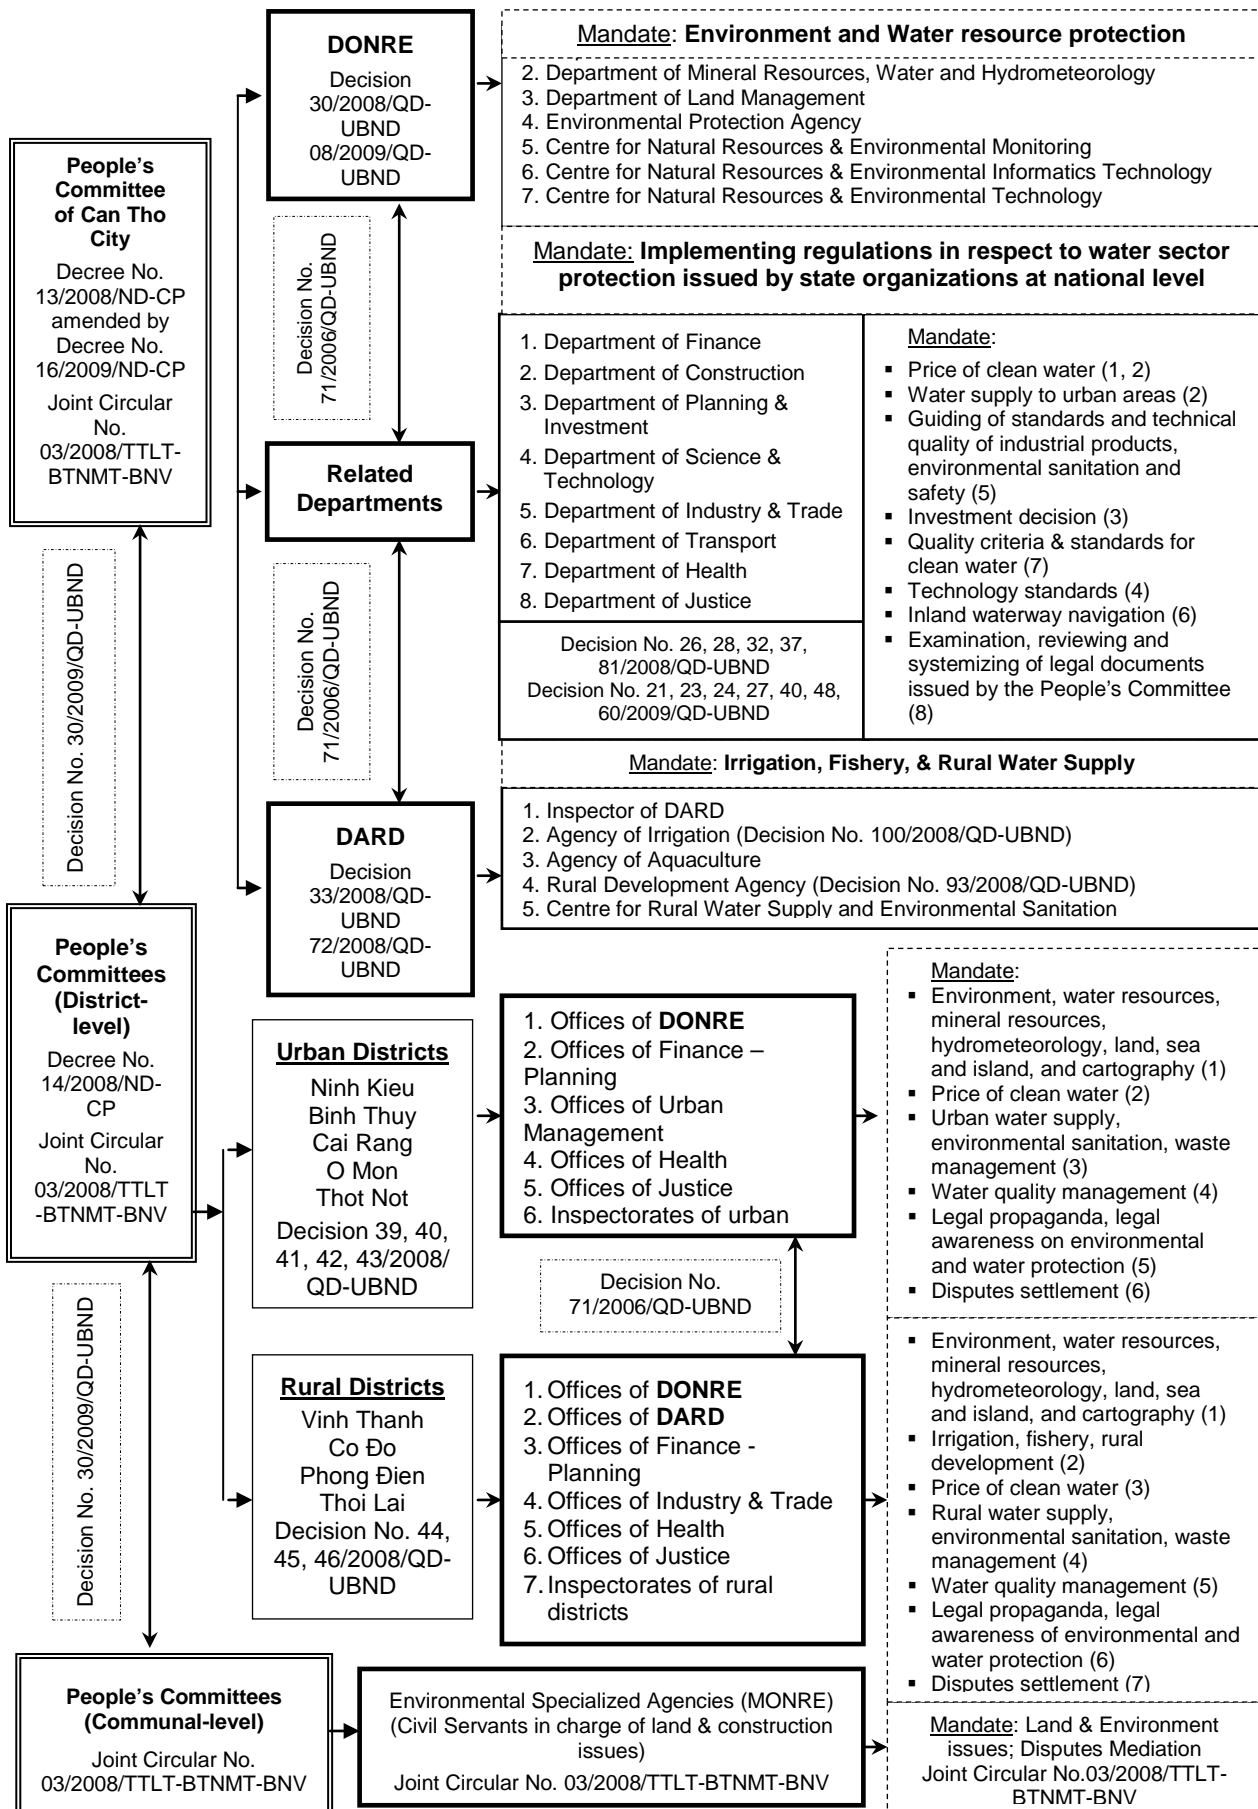 People's
Committee
of Can Tho
City
Decree No.
13/2008/ND-CP
amended by
Decree No.
16/2009/ND-CP
Joint Circular
No.
03/2008/TTLT-
BTNMT-BNV
Decision No. 30/2009/QD-UBND
People's
Committees
(District-
level)
Decree No.
14/2008/ND-
CP
Joint Circular
No.
03/2008/TTLT
-BTNMT-BNV
Decision No. 30/2009/QD-UBND
People's Committees
(Communal-level)
Joint Circular No.
03/2008/TTLT-BTNMT-BNV
DONRE
Decision
30/2008/QD-
UBND
08/2009/QD-
UBND
Decision No.
71/2006/QD-UBND
Related
Departments
Decision No.
71/2006/QD-UBND
DARD
Decision
33/2008/QD-
UBND
72/2008/QD-
UBND
Mandate: Environment and Water resource protection
2. Department of Mineral Resources, Water and Hydrometeorology
3. Department of Land Management
4. Environmental Protection Agency
5. Centre for Natural Resources & Environmental Monitoring
6. Centre for Natural Resources & Environmental Informatics Technology
7. Centre for Natural Resources & Environmental Technology
Mandate: Implementing regulations in respect to water sector
protection issued by state organizations at national level
1. Department of Finance
2. Department of Construction
3. Department of Planning &
Investment
4. Department of Science &
Technology
5. Department of Industry & Trade
6. Department of Transport
7. Department of Health
8. Department of Justice
Decision No. 26, 28, 32, 37,
81/2008/QD-UBND
Decision No. 21, 23, 24, 27, 40, 48,
60/2009/QD-UBND
Mandate:
▪ Price of clean water (1, 2)
▪ Water supply to urban areas (2)
▪ Guiding of standards and technical
quality of industrial products,
environmental sanitation and
safety (5)
▪ Investment decision (3)
▪ Quality criteria & standards for
clean water (7)
▪ Technology standards (4)
▪ Inland waterway navigation (6)
▪ Examination, reviewing and
systemizing of legal documents
issued by the People's Committee
(8)
Mandate: Irrigation, Fishery, & Rural Water Supply
1. Inspector of DARD
2. Agency of Irrigation (Decision No. 100/2008/QD-UBND)
3. Agency of Aquaculture
4. Rural Development Agency (Decision No. 93/2008/QD-UBND)
5. Centre for Rural Water Supply and Environmental Sanitation
Urban Districts
Ninh Kieu
Binh Thuy
Cai Rang
O Mon
Thot Not
Decision 39, 40,
41, 42, 43/2008/
QD-UBND
1. Offices of DONRE
2. Offices of Finance –
Planning
3. Offices of Urban
Management
4. Offices of Health
5. Offices of Justice
6. Inspectorates of urban
Mandate:
▪ Environment, water resources,
mineral resources,
hydrometeorology, land, sea
and island, and cartography (1)
▪ Price of clean water (2)
▪ Urban water supply,
environmental sanitation, waste
management (3)
▪ Water quality management (4)
▪ Legal propaganda, legal
awareness on environmental
and water protection (5)
▪ Disputes settlement (6)
Decision No.
71/2006/QD-UBND
Rural Districts
Vinh Thanh
Co Đo
Phong Đien
Thoi Lai
Decision No. 44,
45, 46/2008/QD-
UBND
1. Offices of DONRE
2. Offices of DARD
3. Offices of Finance -
Planning
4. Offices of Industry & Trade
5. Offices of Health
6. Offices of Justice
7. Inspectorates of rural
districts
▪ Environment, water resources,
mineral resources,
hydrometeorology, land, sea
and island, and cartography (1)
▪ Irrigation, fishery, rural
development (2)
▪ Price of clean water (3)
▪ Rural water supply,
environmental sanitation, waste
management (4)
▪ Water quality management (5)
▪ Legal propaganda, legal
awareness of environmental and
water protection (6)
▪ Disputes settlement (7)
Environmental Specialized Agencies (MONRE)
(Civil Servants in charge of land & construction
issues)
Joint Circular No. 03/2008/TTLT-BTNMT-BNV
Mandate: Land & Environment
issues; Disputes Mediation
Joint Circular No.03/2008/TTLT-
BTNMT-BNV